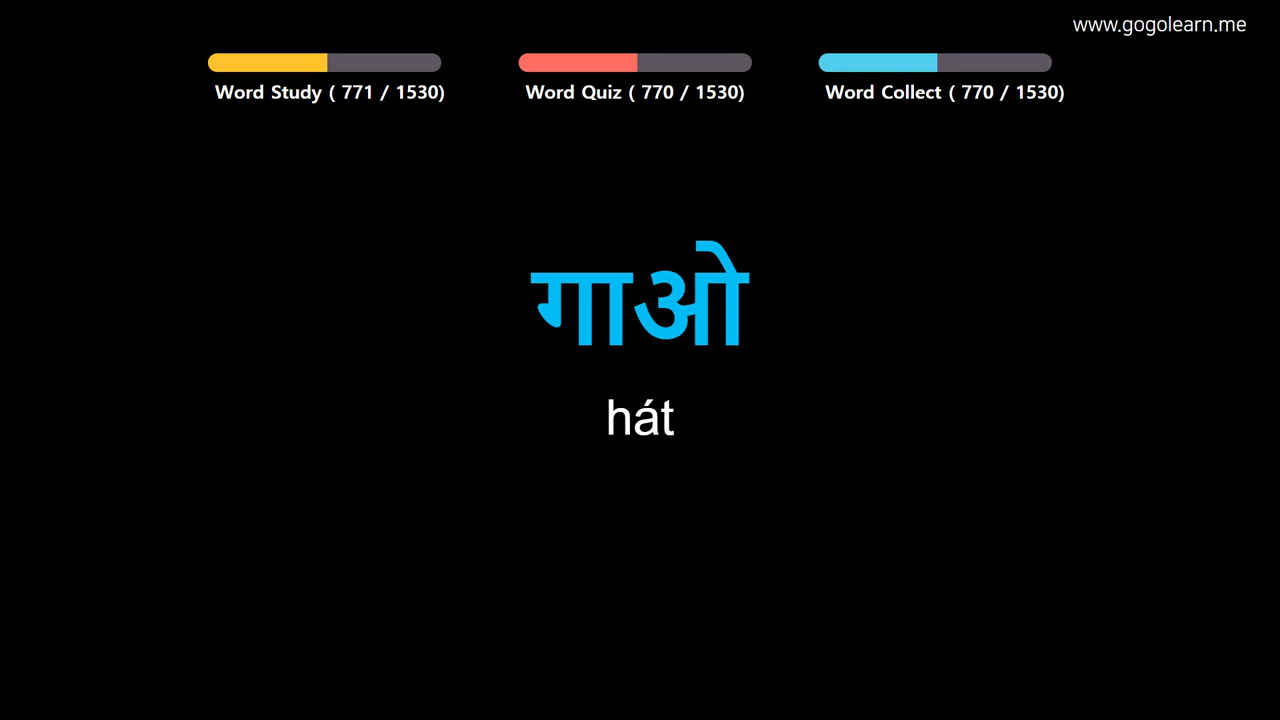 www.gogolearn.me
Word Study ( 771 / 1530)
Word Quiz ( 770 / 1530)
Word Collect ( 770 / 1530)
गाओ
hát